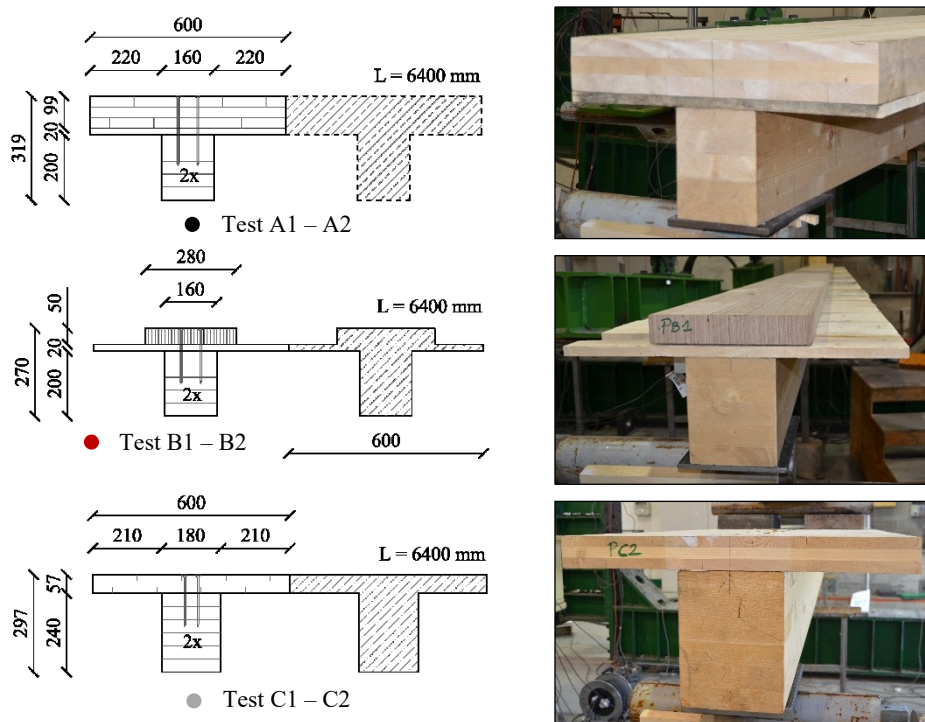 600
220 160 220
L = 6400 mm
319
99
20
200
2x
Test A1 – A2
280
160
50
L = 6400 mm
270
20
200
2x
PB1
Test B1 – B2
600
600
210 180 210
L = 6400 mm
297
57
240
2x
PC2
Test C1 – C2